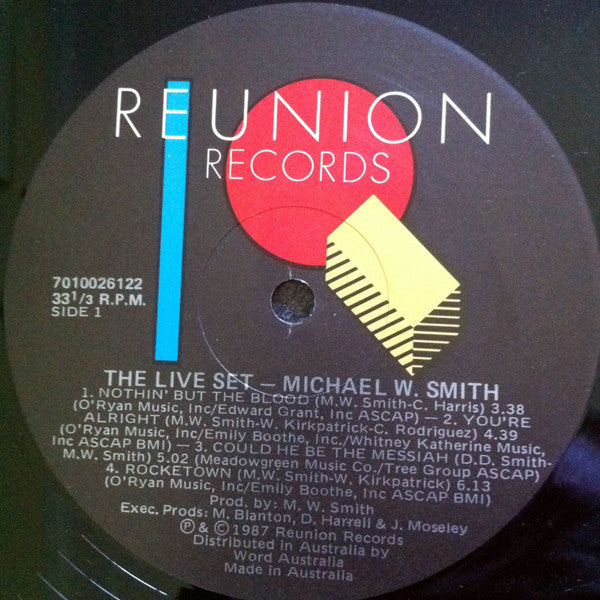 REUNION
RECORDS
7010026122
33 1/3 R.P.M.
SIDE 1
THE LIVE SET – MICHAEL W. SMITH
1. NOTHIN' BUT THE BLOOD (M.W. Smith-C. Harris) 3.38
(O'Ryan Music, Inc/Edward Grant, Inc ASCAP) — 2. YOU'RE
ALRIGHT (M.W. Smith-W. Kirkpatrick-C. Rodriguez) 4.39
(O'Ryan Music, Inc/Emily Boothe, Inc./Whitney Katherine Music,
Inc ASCAP BMI) — 3. COULD HE BE THE MESSIAH (D.D. Smith-
M.W. Smith) 5.02 (Meadowgreen Music Co./Tree Group ASCAP)
4. ROCKETOWN (M.W. Smith-W. Kirkpatrick) 6.13
(O'Ryan Music, Inc/Emily Boothe, Inc ASCAP BMI)
Prod. by: M. W. Smith
Exec. Prods: M. Blanton, D. Harrell & J. Moseley
℗ & © 1987 Reunion Records
Distributed in Australia by
Word Australia
Made in Australia